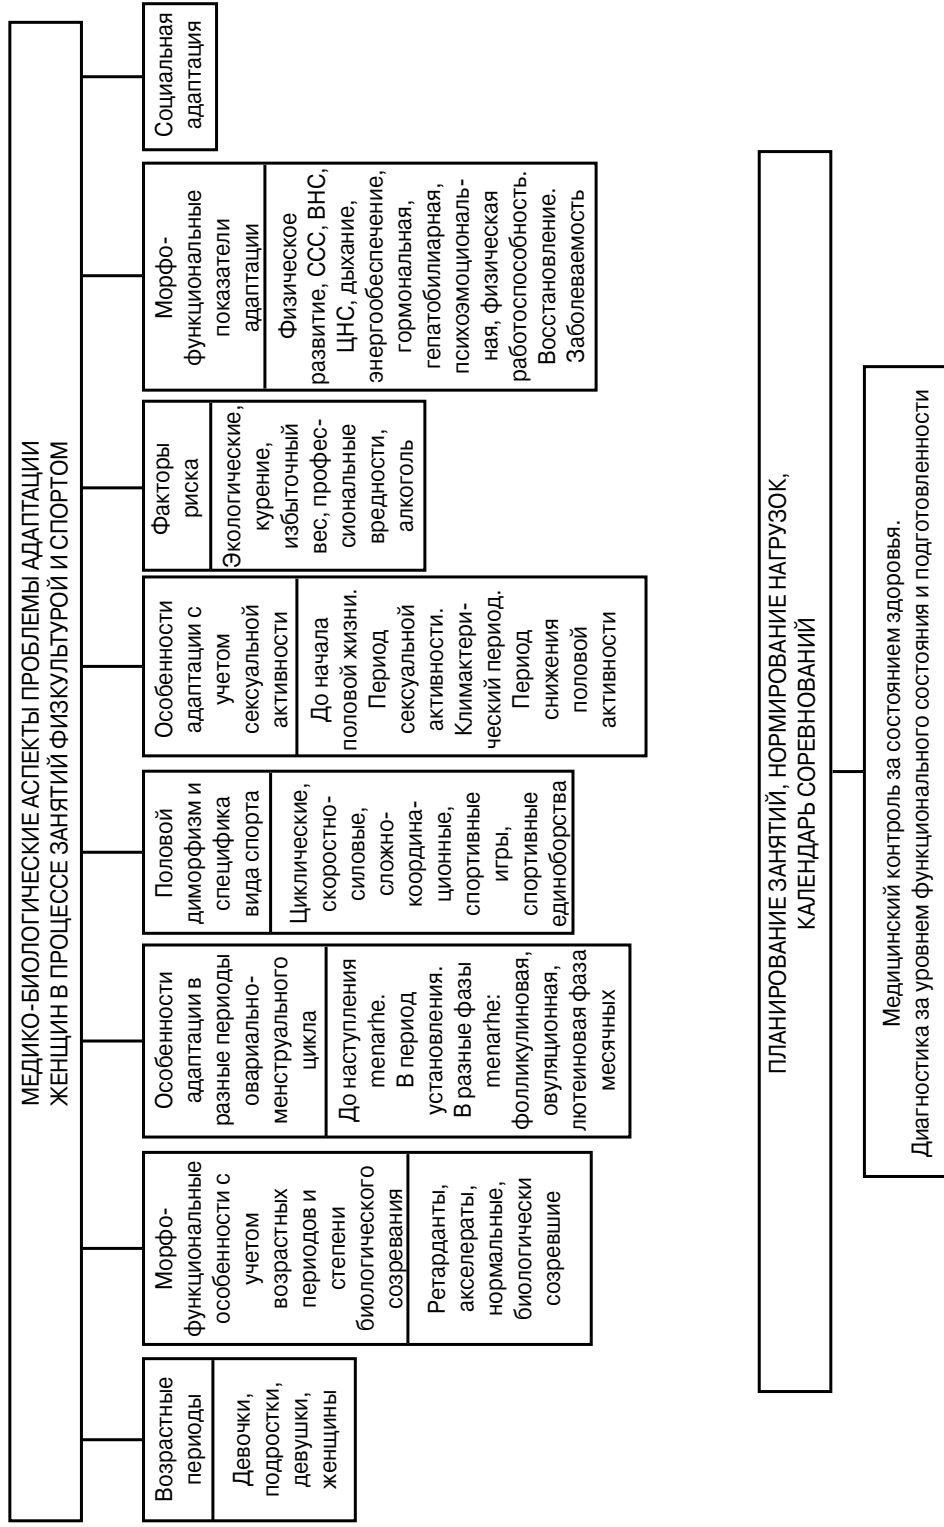 МЕДИКО-БИОЛОГИЧЕСКИЕ АСПЕКТЫ ПРОБЛЕМЫ АДАПТАЦИИ
ЖЕНЩИН В ПРОЦЕССЕ ЗАНЯТИЙ ФИЗКУЛЬТУРОЙ И СПОРТОМ
Возрастные
периоды
Девочки,
подростки,
девушки,
женщины
Морфо-
функциональные
особенности с
учетом
возрастных
периодов и
степени
биологического
созревания
Ретарданты,
акселераты,
нормальные,
биологически
созревшие
Особенности
адаптации в
разные периоды
овариально-
менструального
цикла
До наступления
menarhe.
В период
установления.
В разные фазы
menarhe:
фолликулиновая,
овуляционная,
лютеиновая фаза
месячных
Половой
диморфизм и
специфика
вида спорта
Циклические,
скоростно-
силовые,
сложно-
координа-
ционные,
спортивные
игры,
спортивные
единоборства
Особенности
адаптации с
учетом
сексуальной
активности
До начала
половой жизни.
Период
сексуальной
активности.
Климактери-
ческий период.
Период
снижения
половой
активности
Факторы
риска
Экологические,
курение,
избыточный
вес, профес-
сиональные
вредности,
алкоголь
Морфо-
функциональные
показатели
адаптации
Физическое
развитие, ССС, ВНС,
ЦНС, дыхание,
энергообеспечение,
гормональная,
гепатобилиарная,
психоэмоциональ-
ная, физическая
работоспособность.
Восстановление.
Заболеваемость
Социальная
адаптация
ПЛАНИРОВАНИЕ ЗАНЯТИЙ, НОРМИРОВАНИЕ НАГРУЗОК,
КАЛЕНДАРЬ СОРЕВНОВАНИЙ
Медицинский контроль за состоянием здоровья.
Диагностика за уровнем функционального состояния и подготовленности